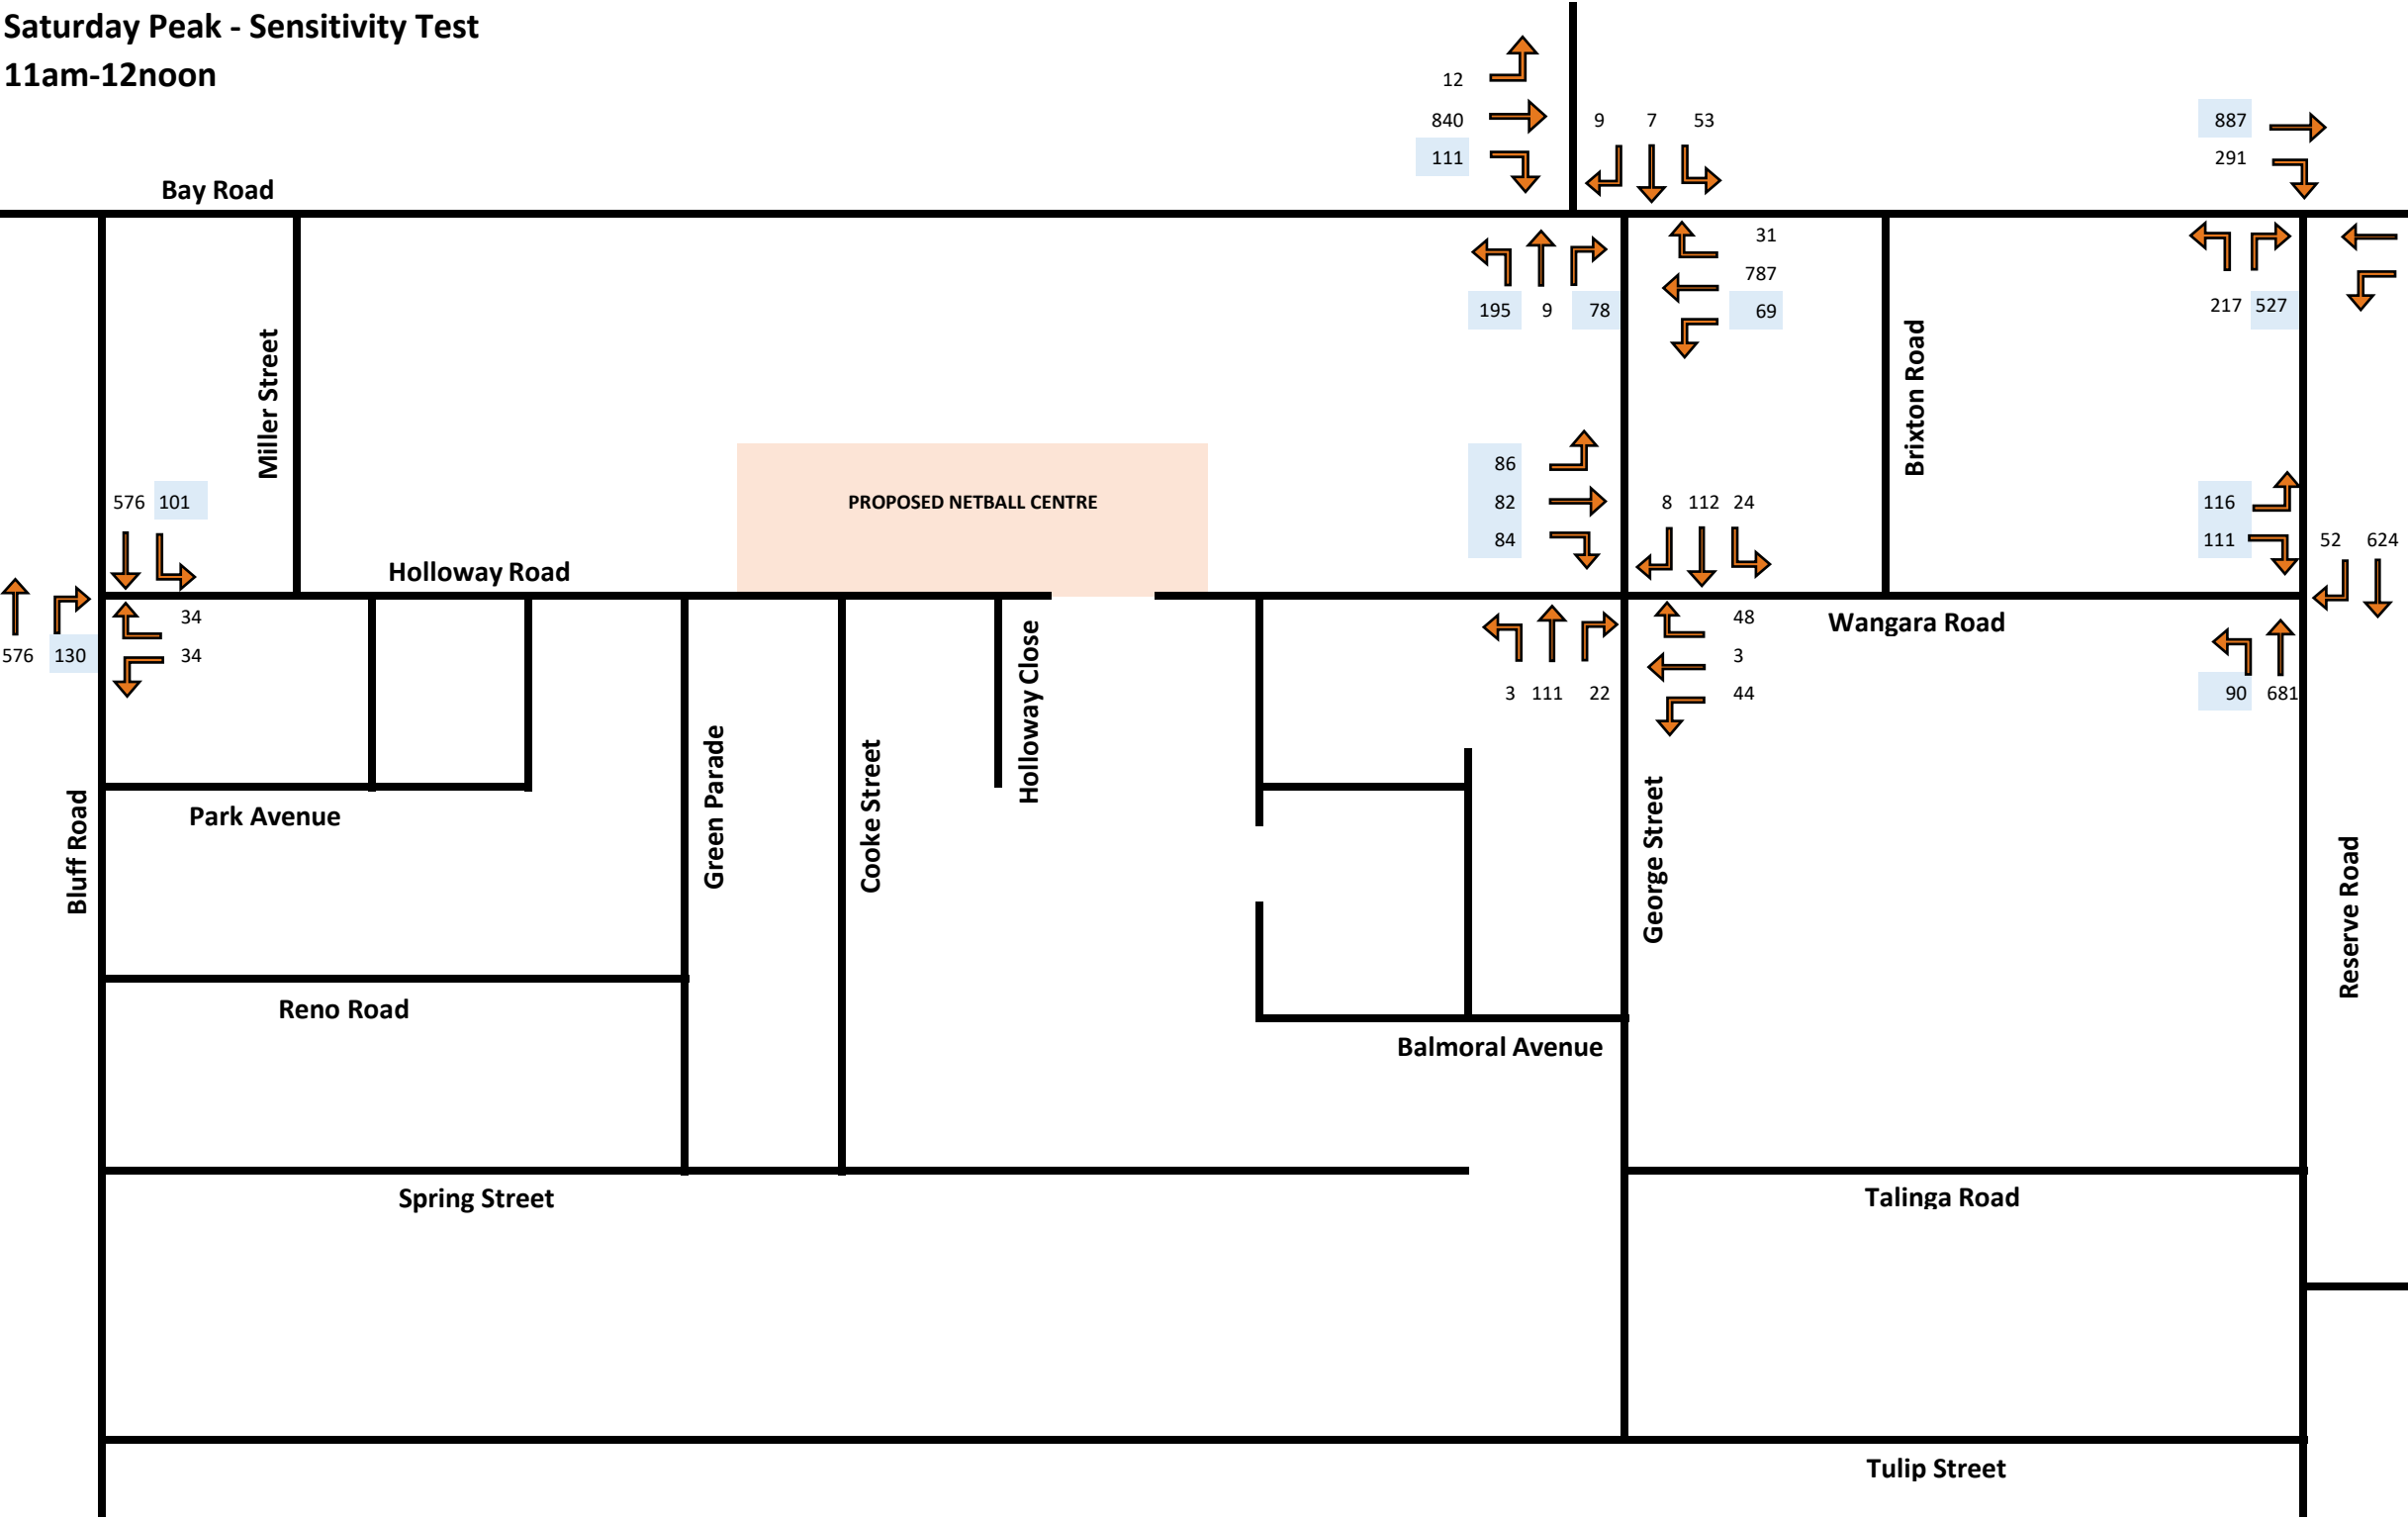 Saturday Peak - Sensitivity Test
11am-12noon
12
840
111
9 7 53
887
291
Bay Road
31
787
69
195 9 78
217 527
Miller Street
Brixton Road
86
82
84
PROPOSED NETBALL CENTRE
576 101
8 112 24
116
111
52 624
Holloway Road
34
34
576 130
Holloway Close
48
3
44
Wangara Road
3 111 22
90 681
Bluff Road
Park Avenue
Green Parade
Cooke Street
George Street
Reserve Road
Reno Road
Balmoral Avenue
Spring Street
Talinga Road
Tulip Street